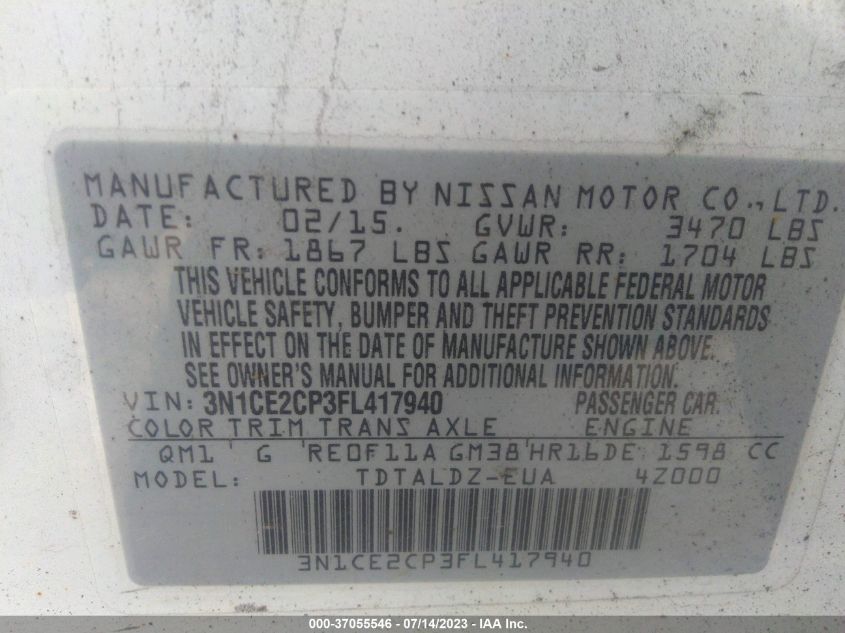 MANUFACTURED BY NISSAN MOTOR CO.,LTD.
DATE: 02/15. GVWR: 3470 LBS
GAWR FR: 1867 LBS GAWR RR: 1704 LBS
THIS VEHICLE CONFORMS TO ALL APPLICABLE FEDERAL MOTOR
VEHICLE SAFETY, BUMPER AND THEFT PREVENTION STANDARDS
IN EFFECT ON THE DATE OF MANUFACTURE SHOWN ABOVE.
SEE OWNER'S MANUAL FOR ADDITIONAL INFORMATION.
VIN: 3N1CE2CP3FL417940 PASSENGER CAR.
COLOR TRIM TRANS AXLE ENGINE
QM1 G RE0F11A GM38 HR16DE 1598 CC
MODEL: TDTALDZ-EUA 4Z000
3N1CE2CP3FL417940
000-37055546 - 07/14/2023 - IAA Inc.